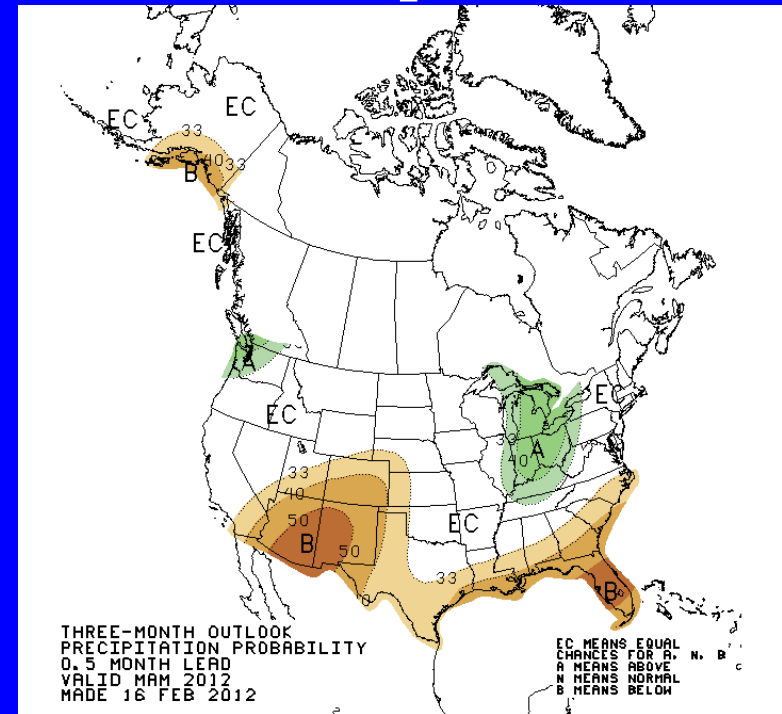 EC
EC
33
40
33
B
EC
A
EC
EC
33
40
A
33
40
50
B
50
EC
33
B
THREE-MONTH OUTLOOK
PRECIPITATION PROBABILITY
0.5 MONTH LEAD
VALID MAM 2012
MADE 16 FEB 2012
EC MEANS EQUAL
CHANCES FOR A, N, B
A MEANS ABOVE
N MEANS NORMAL
B MEANS BELOW